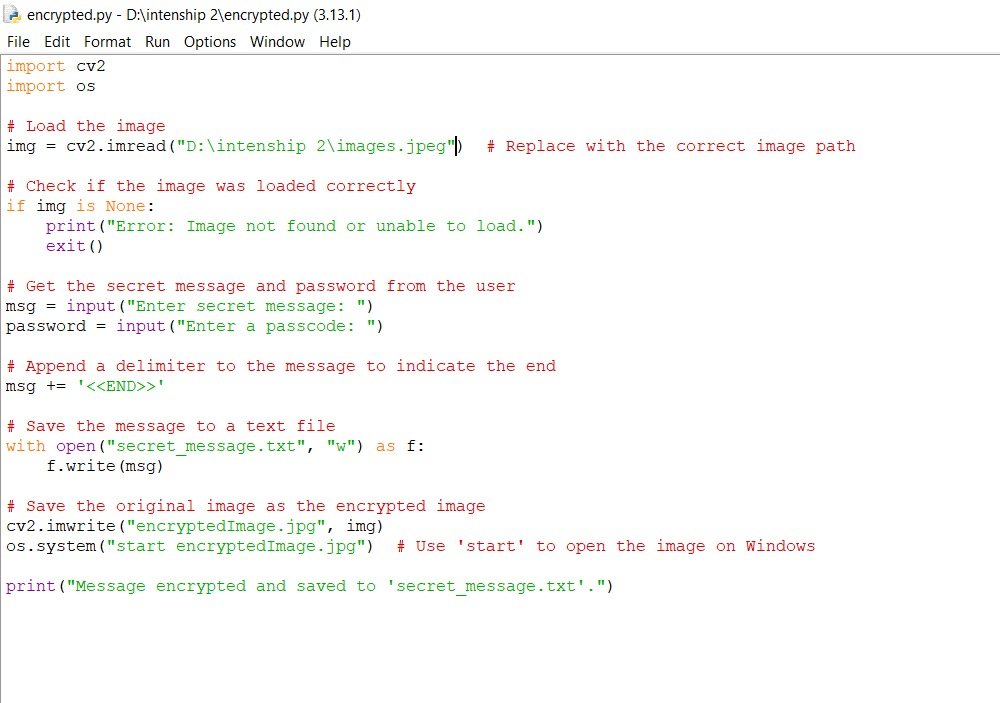 encrypted.py - D:\intenship 2\encrypted.py (3.13.1)
File Edit Format Run Options Window Help
import cv2
import os
# Load the image
img = cv2.imread("D:\intenship 2\images.jpeg")  # Replace with the correct image path
# Check if the image was loaded correctly
if img is None:
    print("Error: Image not found or unable to load.")
    exit()
# Get the secret message and password from the user
msg = input("Enter secret message: ")
password = input("Enter a passcode: ")
# Append a delimiter to the message to indicate the end
msg += '<<END>>'
# Save the message to a text file
with open("secret_message.txt", "w") as f:
    f.write(msg)
# Save the original image as the encrypted image
cv2.imwrite("encryptedImage.jpg", img)
os.system("start encryptedImage.jpg")  # Use 'start' to open the image on Windows
print("Message encrypted and saved to 'secret_message.txt'.")